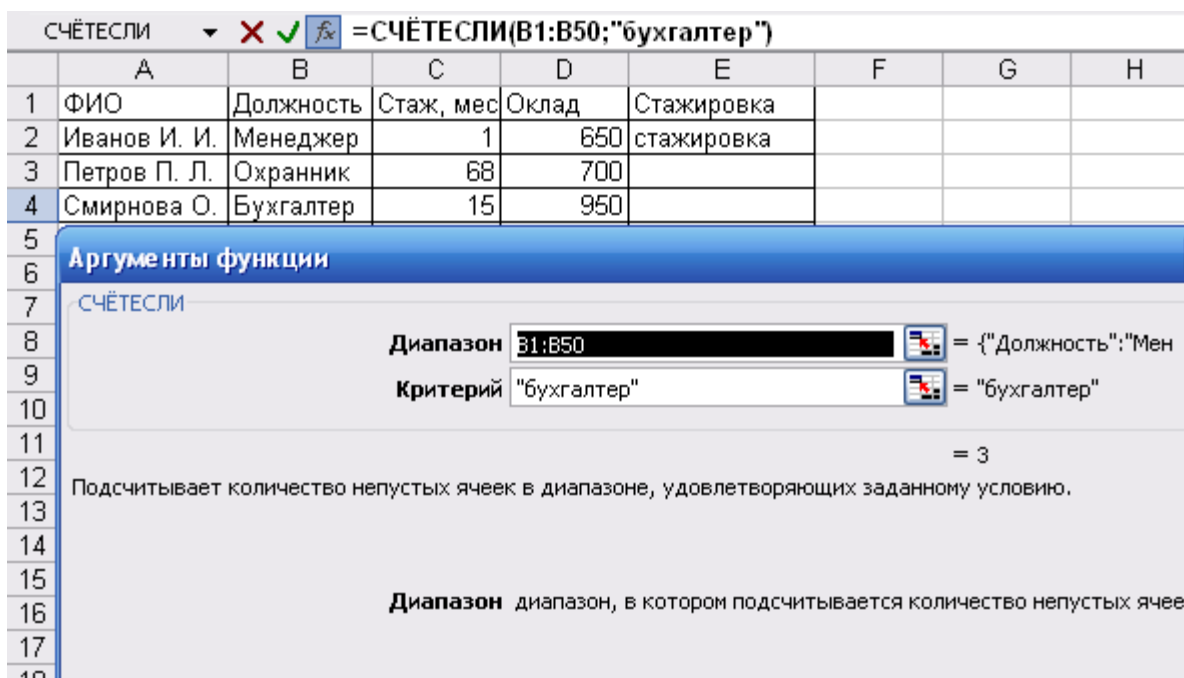 СЧЁТЕСЛИ =СЧЁТЕСЛИ(B1:B50;"бухгалтер")
A B C D E F G H
1 ФИО Должность Стаж, мес Оклад Стажировка
2 Иванов И. И. Менеджер 1 650 стажировка
3 Петров П. Л. Охранник 68 700
4 Смирнова О. Бухгалтер 15 950
5
Аргументы функции
6
7 СЧЁТЕСЛИ
8 Диапазон B1:B50 = {"Должность":"Мен
9 Критерий "бухгалтер" = "бухгалтер"
10
11 = 3
12 Подсчитывает количество непустых ячеек в диапазоне, удовлетворяющих заданному условию.
13
14
15
16 Диапазон диапазон, в котором подсчитывается количество непустых ячее
17